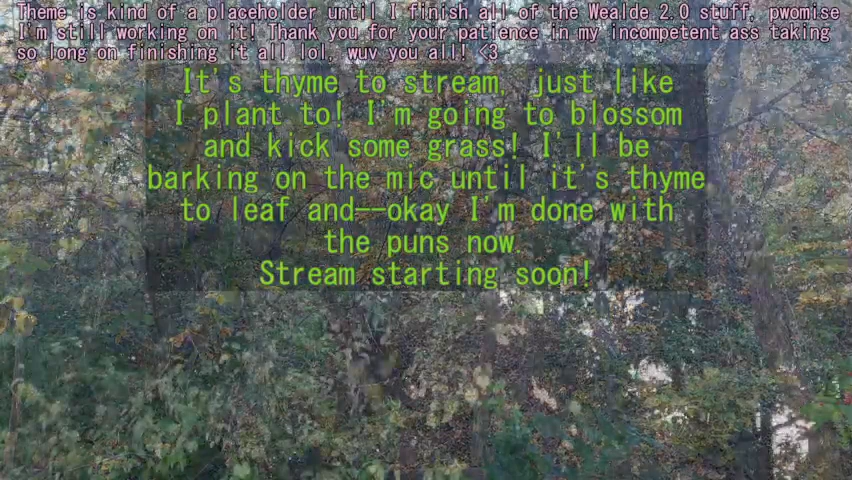 Theme is kind of a placeholder until I finish all of the Wealde 2.0 stuff, pwomise
I'm still working on it! Thank you for your patience in my incompetent ass taking
so long on finishing it all lol, wuv you all! <3
It's thyme to stream, just like
I plant to! I'm going to blossom
and kick some grass! I'll be
barking on the mic until it's thyme
to leaf and--okay I'm done with
the puns now
Stream starting soon!